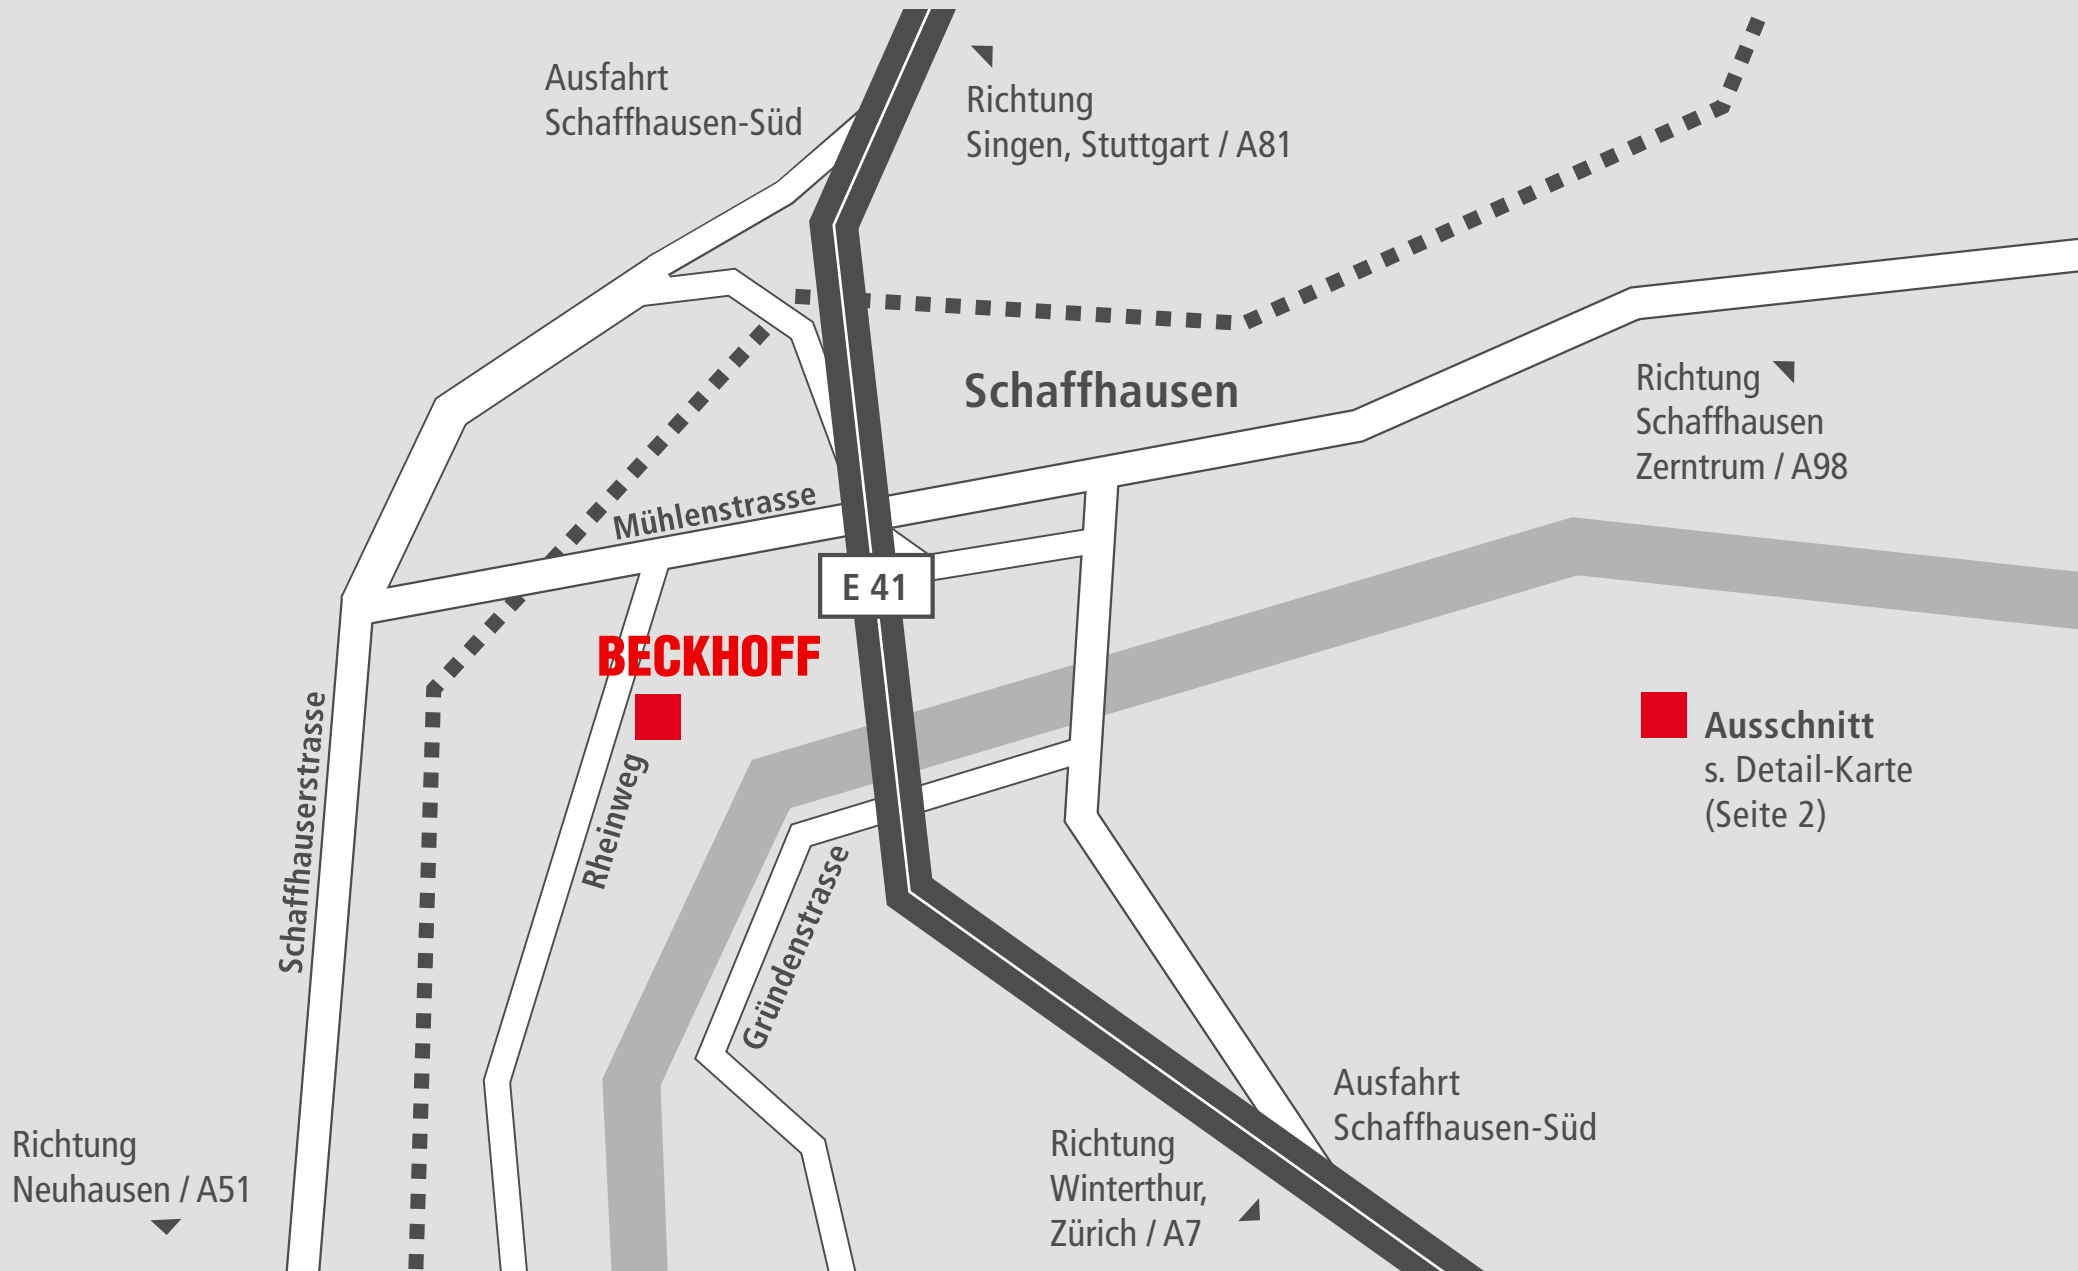 Ausfahrt
Schaffhausen-Süd
Richtung
Singen, Stuttgart / A81
Schaffhausen
Richtung
Schaffhausen
Zerntrum / A98
Mühlenstrasse
E 41
BECKHOFF
Schaffhauserstrasse
Rheinweg
Gründenstrasse
Ausschnitt
s. Detail-Karte
(Seite 2)
Ausfahrt
Schaffhausen-Süd
Richtung
Neuhausen / A51
Richtung
Winterthur,
Zürich / A7